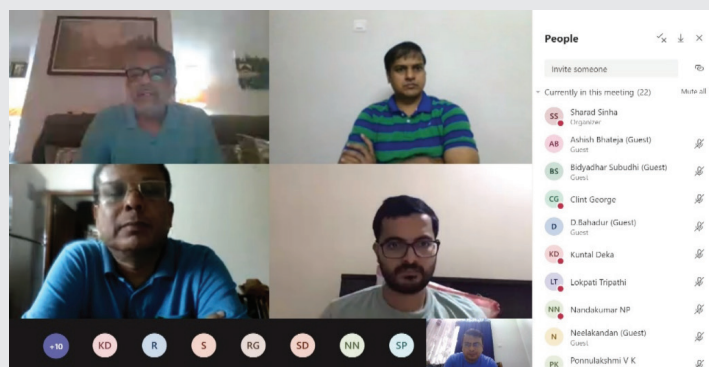 People
Invite someone
Currently in this meeting (22) Mute all
SS Sharad Sinha
Organizer
AB Ashish Bhateja (Guest)
Guest
BS Bidyadhar Subudhi (Guest)
Guest
CG Clint George
D D.Bahadur (Guest)
Guest
KD Kuntal Deka
LT Lokpati Tripathi
NN Nandakumar NP
N Neelakandan (Guest)
Guest
PK Ponnulakshmi V K
+10 KD R S RG SD NN SP